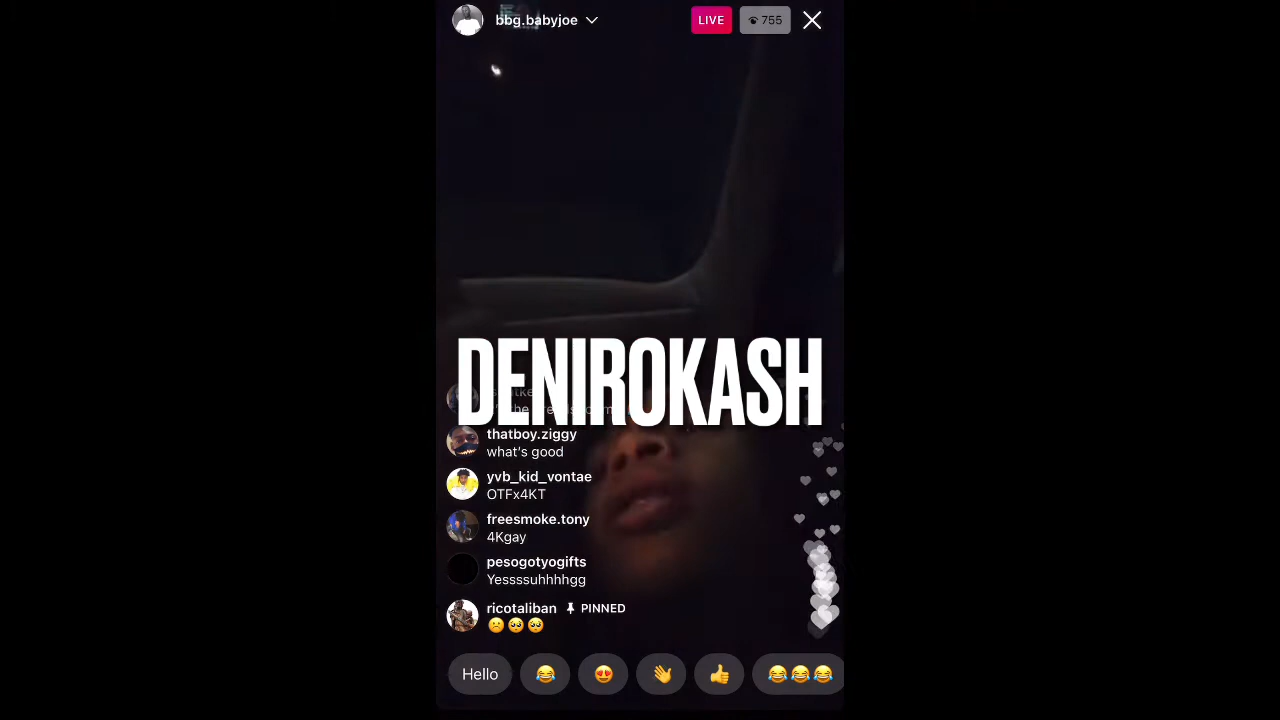 bbg.babyjoe
LIVE
755
DENIROKASH
thatboy.ziggy
what's good
yvb_kid_vontae
OTFx4KT
freesmoke.tony
4Kgay
pesogotyogifts
Yessssuhhhhgg
ricotaliban PINNED
☹️🥺🥺
Hello 😂 😍 👋 👍 😂😂😂